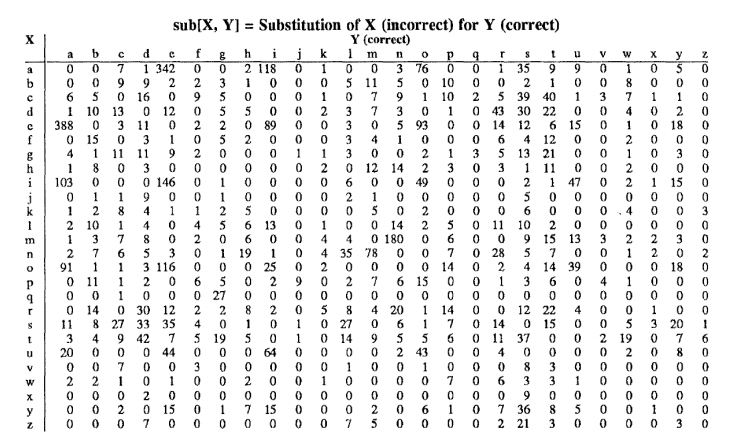 sub[X, Y] = Substitution of X (incorrect) for Y (correct)
X Y (correct)
a b c d e f g h i j k l m n o p q r s t u v w x y z
a 0 0 7 1 342 0 0 2 118 0 1 0 0 3 76 0 0 1 35 9 9 0 1 0 5 0
b 0 0 9 9 2 2 3 1 0 0 0 5 11 5 0 10 0 0 2 1 0 0 8 0 0 0
c 6 5 0 16 0 9 5 0 0 0 1 0 7 9 1 10 2 5 39 40 1 3 7 1 1 0
d 1 10 13 0 12 0 5 5 0 0 2 3 7 3 0 1 0 43 30 22 0 0 4 0 2 0
e 388 0 3 11 0 2 2 0 89 0 0 3 0 5 93 0 0 14 12 6 15 0 1 0 18 0
f 0 15 0 3 1 0 5 2 0 0 0 3 4 1 0 0 0 6 4 12 0 0 2 0 0 0
g 4 1 11 11 9 2 0 0 0 1 1 3 0 0 2 1 3 5 13 21 0 0 1 0 3 0
h 1 8 0 3 0 0 0 0 0 0 2 0 12 14 2 3 0 3 1 11 0 0 2 0 0 0
i 103 0 0 0 146 0 1 0 0 0 0 6 0 0 49 0 0 0 2 1 47 0 2 1 15 0
j 0 1 1 9 0 0 1 0 0 0 0 2 1 0 0 0 0 0 5 0 0 0 0 0 0 0
k 1 2 8 4 1 1 2 5 0 0 0 0 5 0 2 0 0 0 6 0 0 0 4 0 0 3
l 2 10 1 4 0 4 5 6 13 0 1 0 0 14 2 5 0 11 10 2 0 0 0 0 0 0
m 1 3 7 8 0 2 0 6 0 0 4 4 0 180 0 6 0 0 9 15 13 3 2 2 3 0
n 2 7 6 5 3 0 1 19 1 0 4 35 78 0 0 7 0 28 5 7 0 0 1 2 0 2
o 91 1 1 3 116 0 0 0 25 0 2 0 0 0 0 14 0 2 4 14 39 0 0 0 18 0
p 0 11 1 2 0 6 5 0 2 9 0 2 7 6 15 0 0 1 3 6 0 4 1 0 0 0
q 0 0 1 0 0 0 27 0 0 0 0 0 0 0 0 0 0 0 0 0 0 0 0 0 0 0
r 0 14 0 30 12 2 2 8 2 0 5 8 4 20 1 14 0 0 12 22 4 0 0 1 0 0
s 11 8 27 33 35 4 0 1 0 1 0 27 0 6 1 7 0 14 0 15 0 0 5 3 20 1
t 3 4 9 42 7 5 19 5 0 1 0 14 9 5 5 6 0 11 37 0 0 2 19 0 7 6
u 20 0 0 0 44 0 0 0 64 0 0 0 0 2 43 0 0 4 0 0 0 0 2 0 8 0
v 0 0 7 0 0 3 0 0 0 0 0 1 0 0 1 0 0 0 8 3 0 0 0 0 0 0
w 2 2 1 0 1 0 0 2 0 0 1 0 0 0 0 7 0 6 3 3 1 0 0 0 0 0
x 0 0 0 2 0 0 0 0 0 0 0 0 0 0 0 0 0 0 9 0 0 0 0 0 0 0
y 0 0 2 0 15 0 1 7 15 0 0 0 2 0 6 1 0 7 36 8 5 0 0 1 0 0
z 0 0 0 7 0 0 0 0 0 0 0 7 5 0 0 0 0 2 21 3 0 0 0 0 3 0